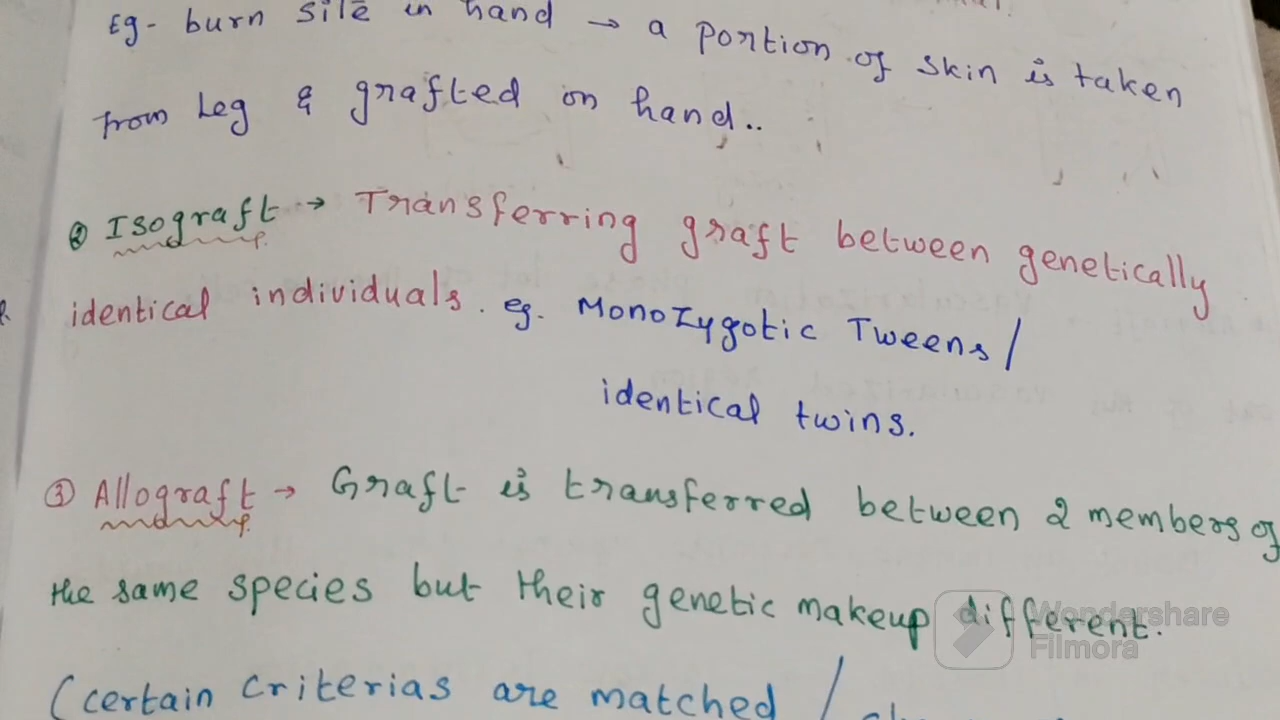 Eg- burn site in hand → a portion of skin is taken
from Leg & grafted on hand..
② Isograft → Transferring graft between genetically
identical individuals. eg. MonoZygotic Tweens/
identical twins.
③ Allograft → Graft is transferred between 2 members of
the same species but their genetic makeup different.
Wondershare
Filmora
(certain criterias are matched /